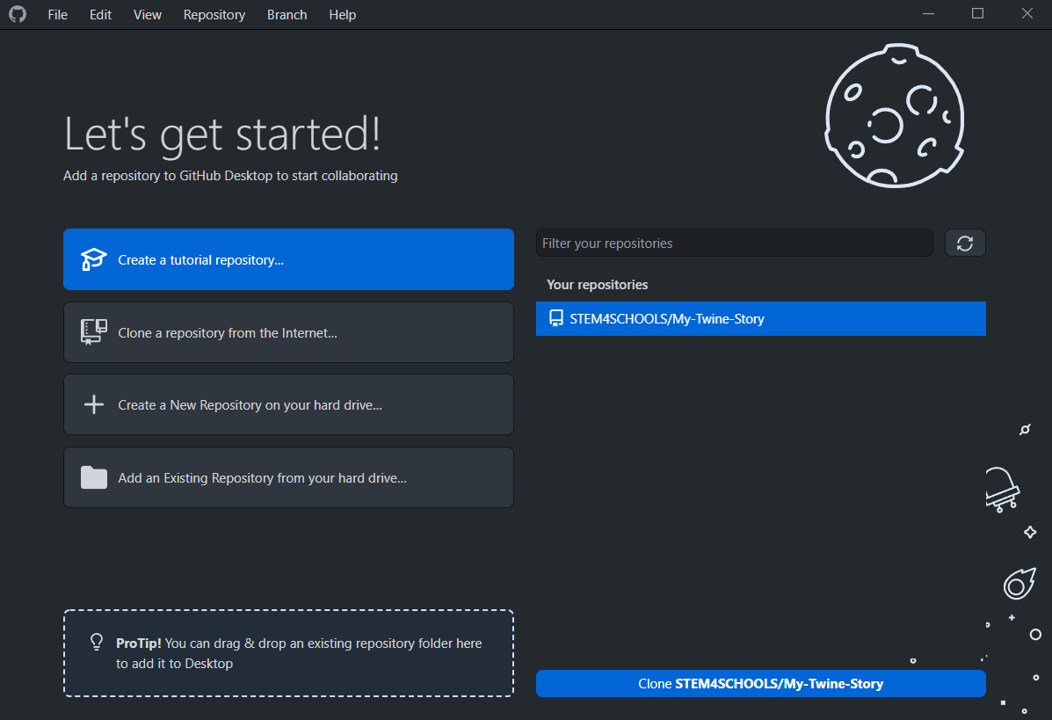 File Edit View Repository Branch Help
Let's get started!
Add a repository to GitHub Desktop to start collaborating
Create a tutorial repository...
Clone a repository from the Internet...
Create a New Repository on your hard drive...
Add an Existing Repository from your hard drive...
ProTip! You can drag & drop an existing repository folder here
to add it to Desktop
Filter your repositories
Your repositories
STEM4SCHOOLS/My-Twine-Story
Clone STEM4SCHOOLS/My-Twine-Story